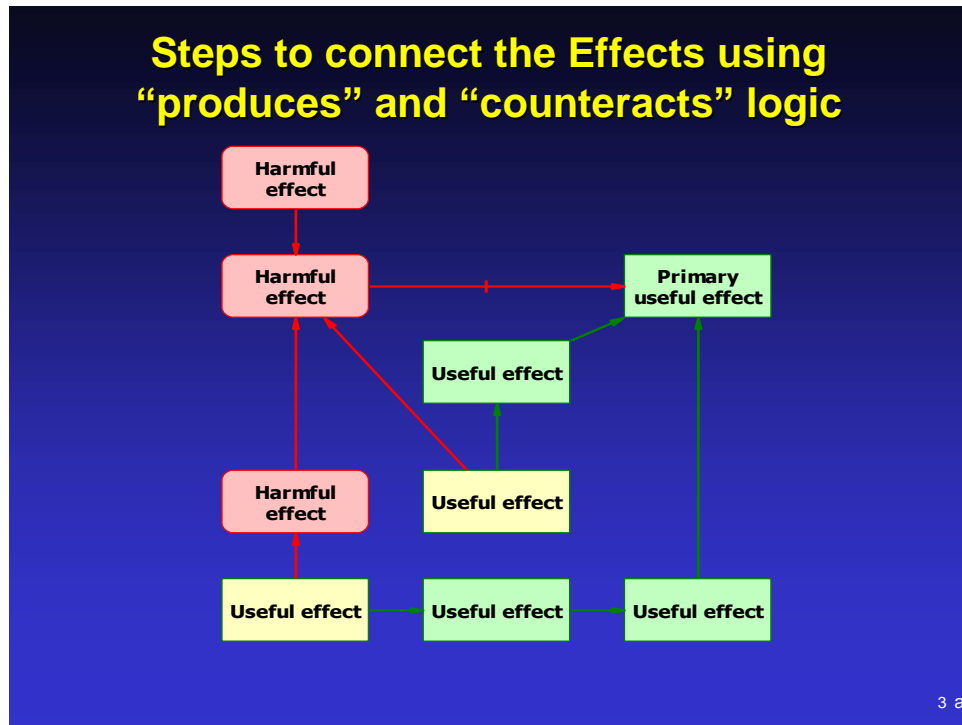 Steps to connect the Effects using
“produces” and “counteracts” logic
Harmful
effect
Harmful
effect
Primary
useful effect
Useful effect
Harmful
effect
Useful effect
Useful effect
Useful effect
Useful effect
3 a